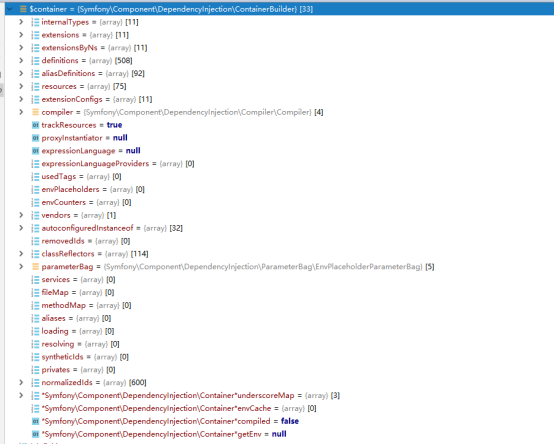 $container = {Symfony\Component\DependencyInjection\ContainerBuilder} [33]
internalTypes = {array} [11]
extensions = {array} [11]
extensionsByNs = {array} [11]
definitions = {array} [508]
aliasDefinitions = {array} [92]
resources = {array} [75]
extensionConfigs = {array} [11]
compiler = {Symfony\Component\DependencyInjection\Compiler\Compiler} [4]
trackResources = true
proxyInstantiator = null
expressionLanguage = null
expressionLanguageProviders = {array} [0]
usedTags = {array} [0]
envPlaceholders = {array} [0]
envCounters = {array} [0]
vendors = {array} [1]
autoconfiguredInstanceof = {array} [32]
removedIds = {array} [0]
classReflectors = {array} [114]
parameterBag = {Symfony\Component\DependencyInjection\ParameterBag\EnvPlaceholderParameterBag} [5]
services = {array} [0]
fileMap = {array} [0]
methodMap = {array} [0]
aliases = {array} [0]
loading = {array} [0]
resolving = {array} [0]
syntheticIds = {array} [0]
privates = {array} [0]
normalizedIds = {array} [600]
*Symfony\Component\DependencyInjection\Container*underscoreMap = {array} [3]
*Symfony\Component\DependencyInjection\Container*envCache = {array} [0]
*Symfony\Component\DependencyInjection\Container*compiled = false
*Symfony\Component\DependencyInjection\Container*getEnv = null